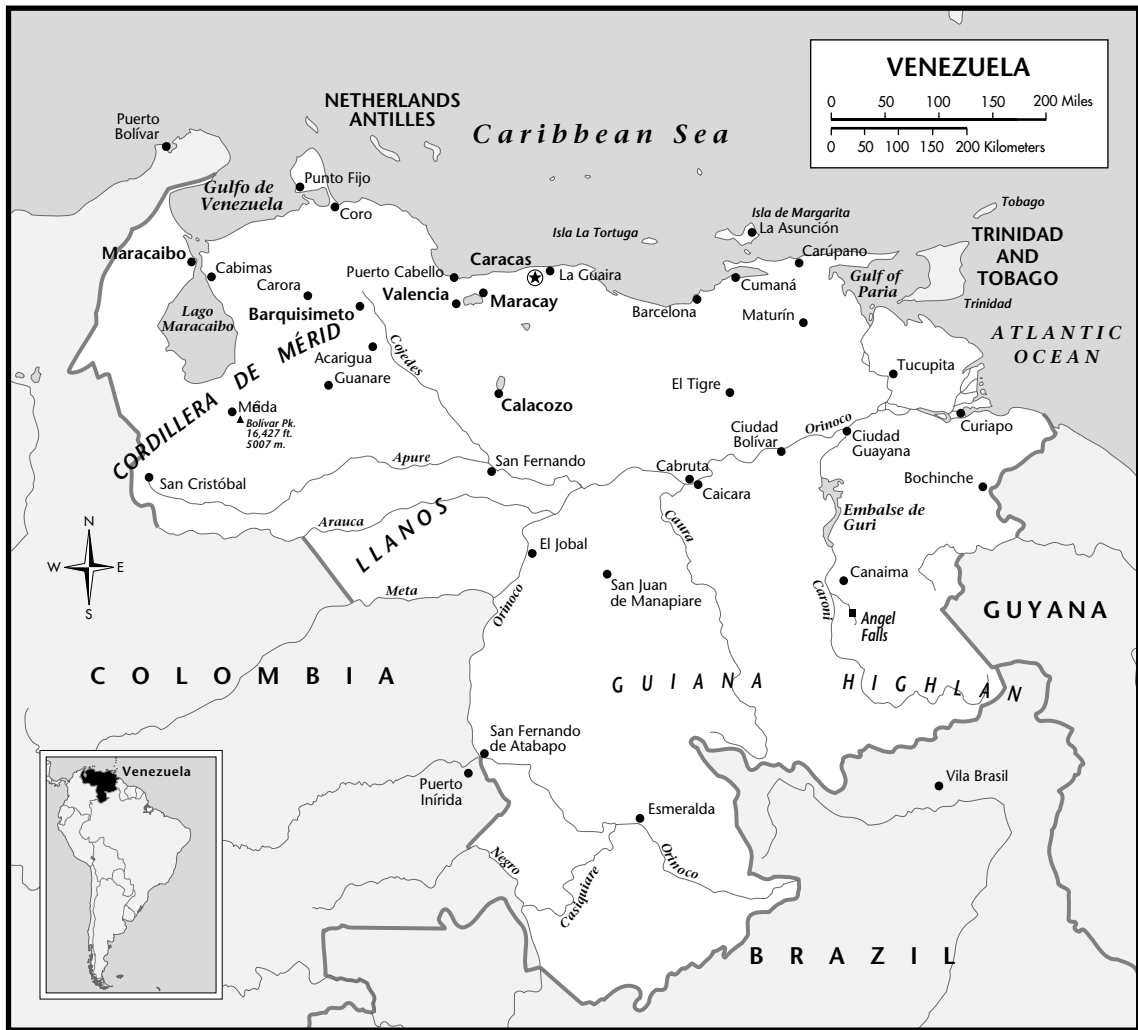 VENEZUELA
0 50 100 150 200 Miles
0 50 100 150 200 Kilometers
NETHERLANDS
ANTILLES
Caribbean Sea
Puerto
Bolívar
Gulfo de
Venezuela
Punto Fijo
Coro
Isla de Margarita
La Asunción
Isla La Tortuga
Tobago
TRINIDAD
AND
TOBAGO
Trinidad
Carúpano
Gulf of
Paria
Maracaibo
Cabimas
Carora
Puerto Cabello
Caracas
La Guaira
Valencia
Maracay
Barquisimeto
Cumaná
Barcelona
Maturín
ATLANTIC
OCEAN
Lago
Maracaibo
CORDILLERA DE MÉRID
Acarigua
Guanare
Cojedes
Calacozo
El Tigre
Tucupita
Méida
Bolívar Pk.
16,427 ft.
5007 m.
Ciudad
Bolívar
Orinoco
Ciudad
Guayana
Curiapo
San Cristóbal
Apure
San Fernando
Cabruta
Caicara
Bochinche
Arauca
LLANOS
Caura
Embalse de
Guri
N
W E
S
El Jobal
San Juan
de Manapiare
Meta
Orinoco
Canaima
Caroni
Angel
Falls
GUYANA
COLOMBIA
GUIANA HIGHLAN
San Fernando
de Atabapo
Puerto
Inírida
Venezuela
Vila Brasil
Esmeralda
Negro
Casiquiare
Orinoco
BRAZIL